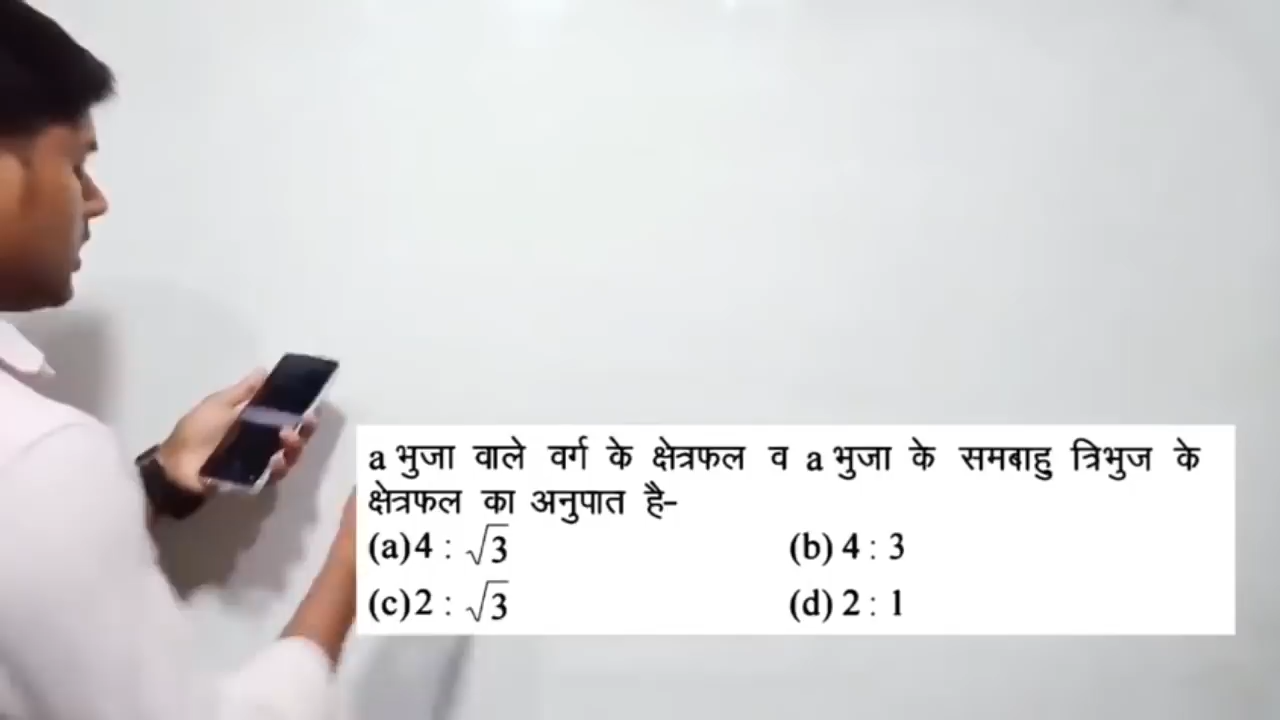 a भुजा वाले वर्ग के क्षेत्रफल व a भुजा के समबाहु त्रिभुज के
क्षेत्रफल का अनुपात है-
(a) 4 : √3 (b) 4 : 3
(c) 2 : √3 (d) 2 : 1